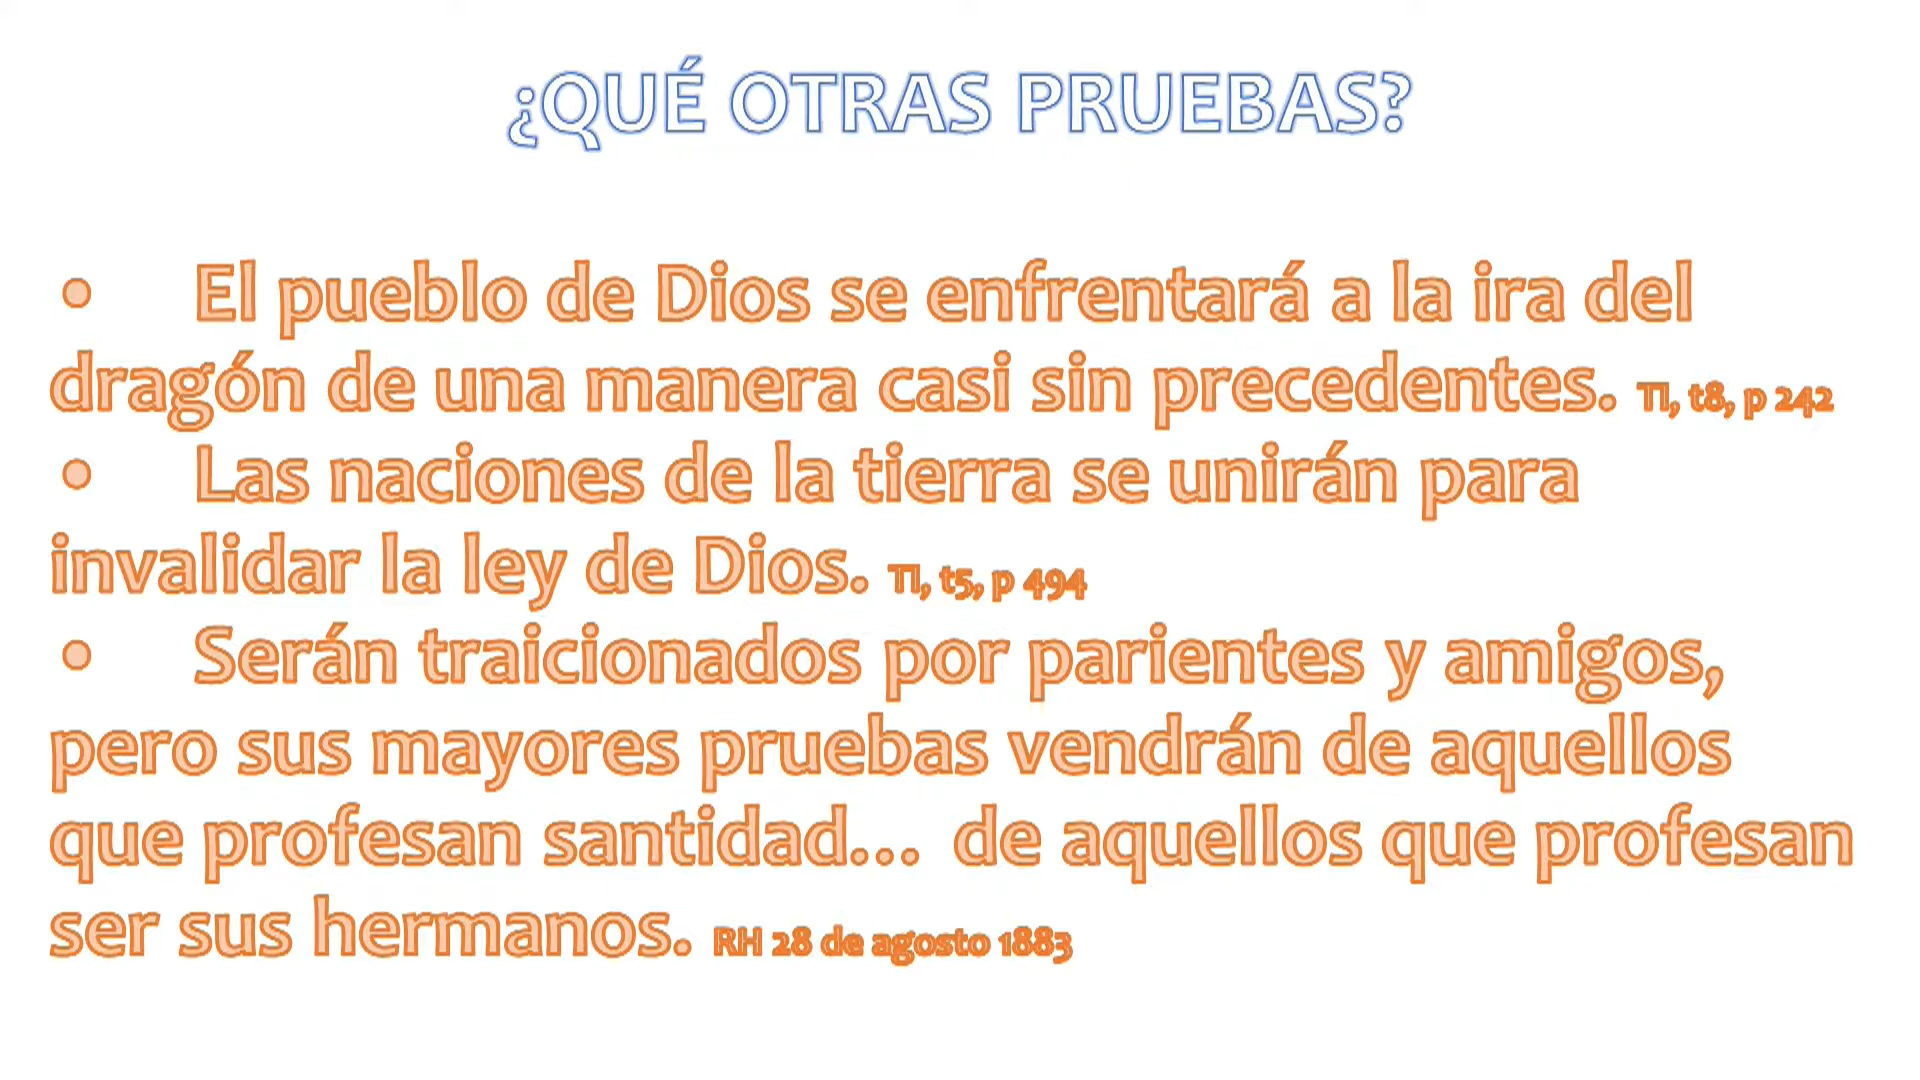 ¿QUÉ OTRAS PRUEBAS?
• El pueblo de Dios se enfrentará a la ira del
dragón de una manera casi sin precedentes. TI, t8, p 242
• Las naciones de la tierra se unirán para
invalidar la ley de Dios. TI, t5, p 494
• Serán traicionados por parientes y amigos,
pero sus mayores pruebas vendrán de aquellos
que profesan santidad... de aquellos que profesan
ser sus hermanos. RH 28 de agosto 1883